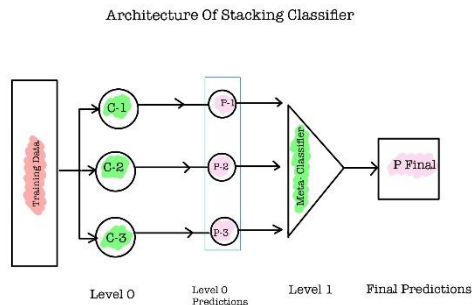 Architecture Of Stacking Classifier
Training Data
C-1
C-2
C-3
P-1
P-2
P-3
Meta- Classifier
P Final
Level 0
Level 0
Predictions
Level 1
Final Predictions